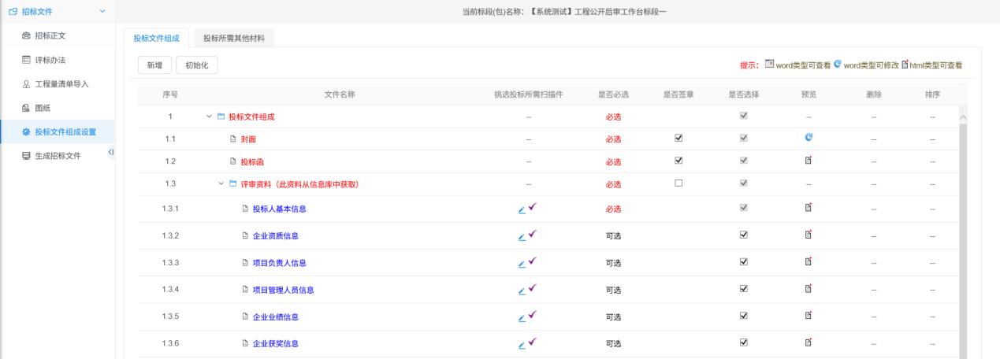 招标文件
招标正文
评标办法
工程量清单导入
图纸
投标文件组成设置
生成招标文件
当前标段(包)名称：【系统测试】工程公开后审工作台标段一
投标文件组成 投标所需其他材料
新增 初始化
提示： word类型可查看 word类型可修改 html类型可查看
序号 文件名称 挑选投标所需扫描件 是否必选 是否签章 是否选择 预览 删除 排序
1 投标文件组成 -- 必选 -- -- --
1.1 封面 -- 必选 -- --
1.2 投标函 -- 必选 -- --
1.3 评审资料（此资料从信息库中获取） -- 必选 -- -- --
1.3.1 投标人基本信息 必选 -- --
1.3.2 企业资质信息 可选 -- --
1.3.3 项目负责人信息 可选 -- --
1.3.4 项目管理人员信息 可选 -- --
1.3.5 企业业绩信息 可选 -- --
1.3.6 企业获奖信息 可选 -- --